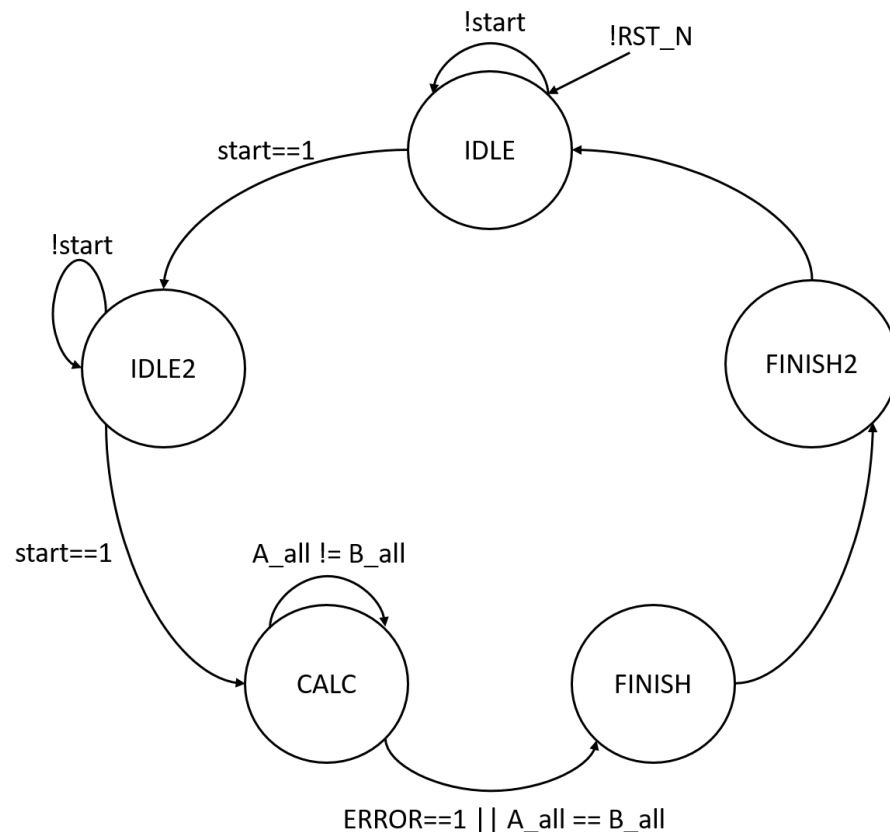 !start
!RST_N
IDLE
start==1
!start
IDLE2
FINISH2
start==1
A_all != B_all
CALC
FINISH
ERROR==1 || A_all == B_all